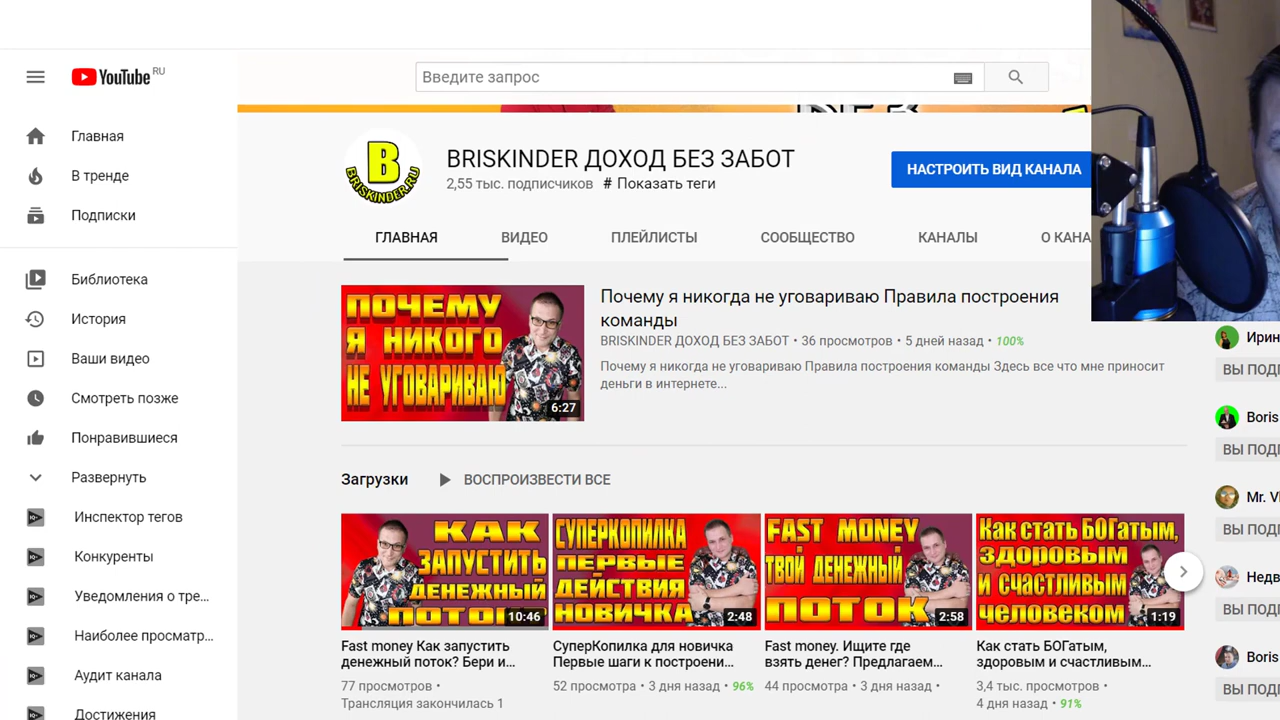 YouTube RU
Введите запрос
Главная
В тренде
Подписки
Библиотека
История
Ваши видео
Смотреть позже
Понравившиеся
Развернуть
Инспектор тегов
Конкуренты
Уведомления о тре...
Наиболее просматр...
Аудит канала
Достижения
B
BRISKINDER.RU
BRISKINDER ДОХОД БЕЗ ЗАБОТ
2,55 тыс. подписчиков # Показать теги
НАСТРОИТЬ ВИД КАНАЛА
ГЛАВНАЯ ВИДЕО ПЛЕЙЛИСТЫ СООБЩЕСТВО КАНАЛЫ О КАНА
ПОЧЕМУ
Я НИКОГО
НЕ УГОВАРИВАЮ
6:27
Почему я никогда не уговариваю Правила построения
команды
BRISKINDER ДОХОД БЕЗ ЗАБОТ • 36 просмотров • 5 дней назад • 100%
Почему я никогда не уговариваю Правила построения команды Здесь все что мне приносит
деньги в интернете...
Загрузки ВОСПРОИЗВЕСТИ ВСЕ
КАК
ЗАПУСТИТЬ
ДЕНЕЖНЫЙ
ПОТОК
10:46
Fast money Как запустить
денежный поток? Бери и...
77 просмотров •
Трансляция закончилась 1
СУПЕРКОПИЛКА
ПЕРВЫЕ
ДЕЙСТВИЯ
НОВИЧКА
2:48
СуперКопилка для новичка
Первые шаги к построени...
52 просмотра • 3 дня назад • 96%
FAST MONEY
ТВОЙ ДЕНЕЖНЫЙ
ПОТОК
2:58
Fast money. Ищите где
взять денег? Предлагаем...
44 просмотра • 3 дня назад •
Как стать БОГатым,
здоровым
и счастливым
человеком
1:19
Как стать БОГатым,
здоровым и счастливым...
3,4 тыс. просмотров •
4 дня назад • 91%
Ирин
ВЫ ПОДП
Boris
ВЫ ПОДП
Mr. Vl
ВЫ ПОДП
Недв
ВЫ ПОДП
Boris
ВЫ ПОДП